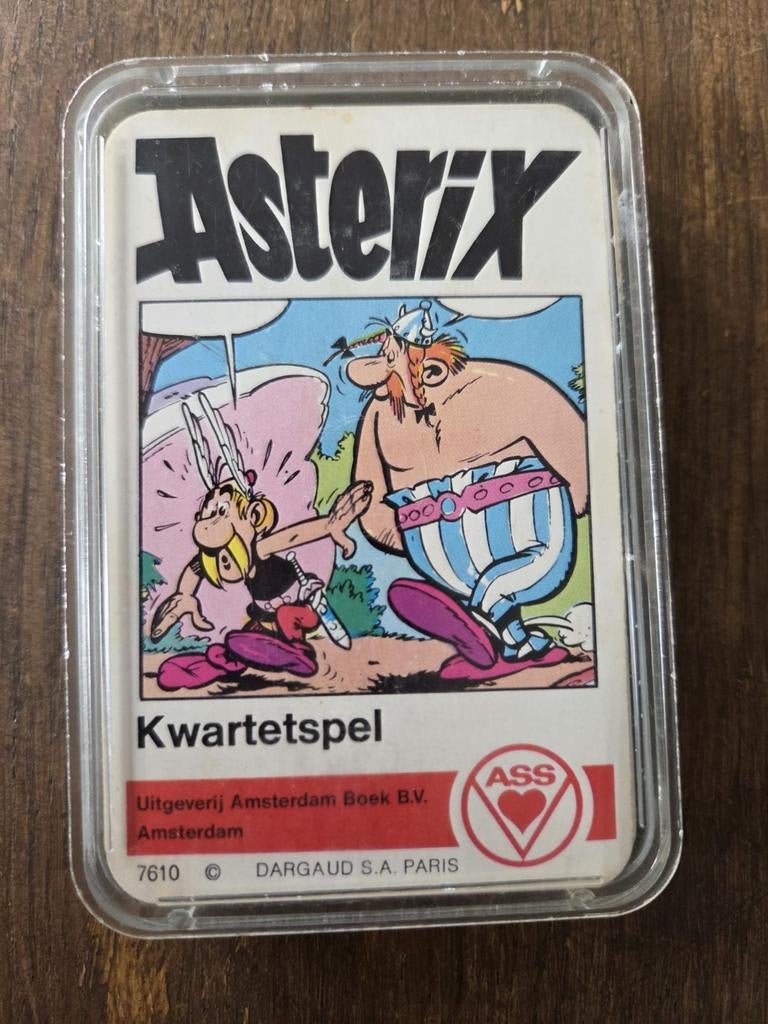 Asterix
Kwartetspel
Uitgeverij Amsterdam Boek B.V.
Amsterdam
ASS
7610 © DARGAUD S.A. PARIS